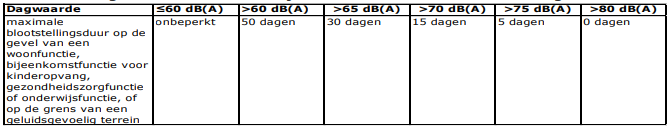 Dagwaarde ≤60 dB(A) >60 dB(A) >65 dB(A) >70 dB(A) >75 dB(A) >80 dB(A)
maximale onbeperkt 50 dagen 30 dagen 15 dagen 5 dagen 0 dagen
blootstellingsduur op de
gevel van een
woonfunctie,
bijeenkomstfunctie voor
kinderopvang,
gezondheidszorgfunctie
of onderwijsfunctie, of
op de grens van een
geluidsgevoelig terrein